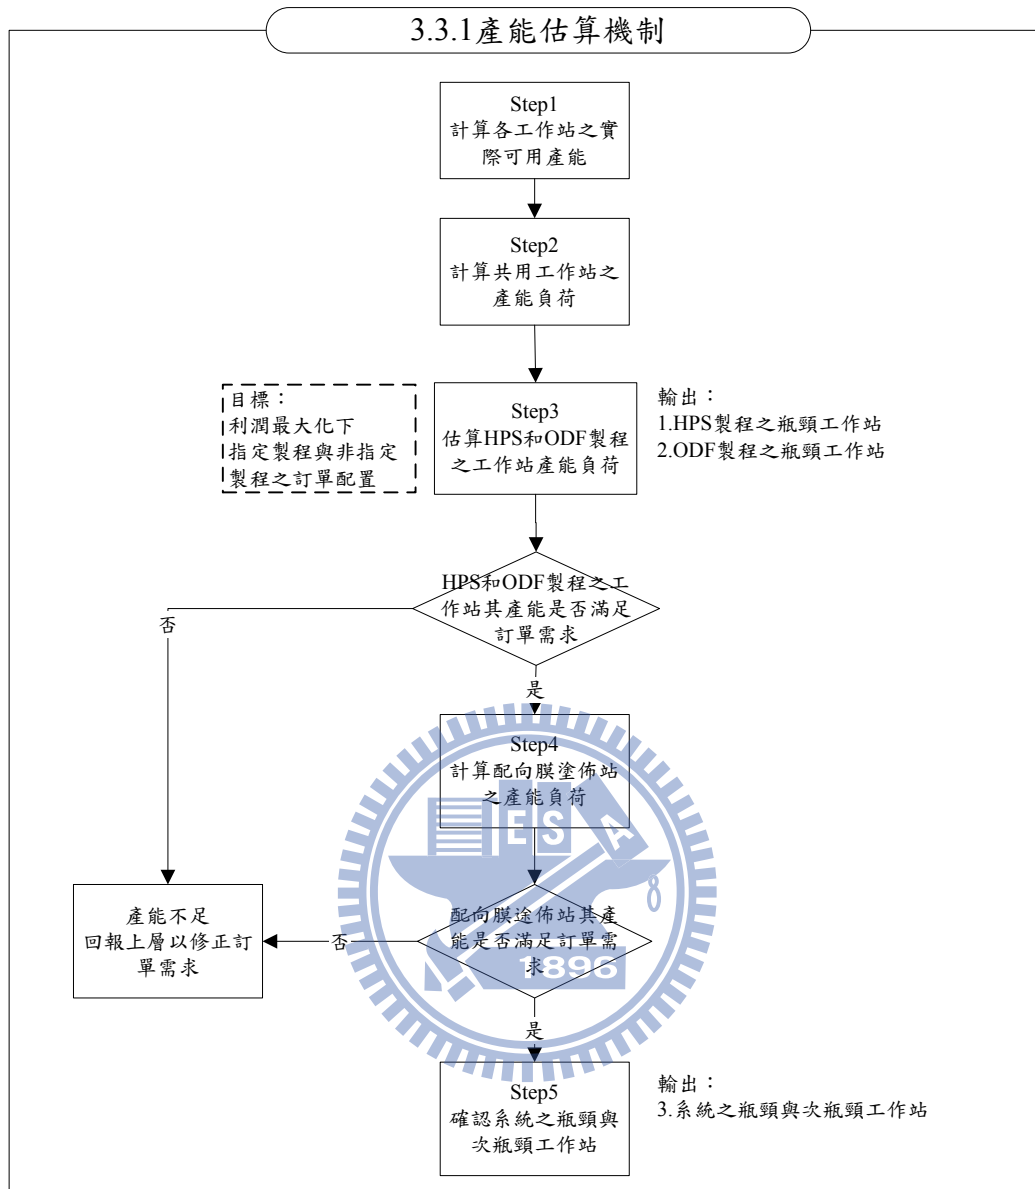 3.3.1產能估算機制
Step1
計算各工作站之實
際可用產能
Step2
計算共用工作站之
產能負荷
目標：
利潤最大化下
指定製程與非指定
製程之訂單配置
Step3
估算HPS和ODF製程
之工作站產能負荷
輸出：
1.HPS製程之瓶頸工作站
2.ODF製程之瓶頸工作站
HPS和ODF製程之工
作站其產能是否滿足
訂單需求
否
是
Step4
計算配向膜塗佈站
之產能負荷
ES
A
產能不足
回報上層以修正訂
單需求
否
配向膜途佈站其產
能是否滿足訂單需
求
1896
是
Step5
確認系統之瓶頸與
次瓶頸工作站
輸出：
3.系統之瓶頸與次瓶頸工作站